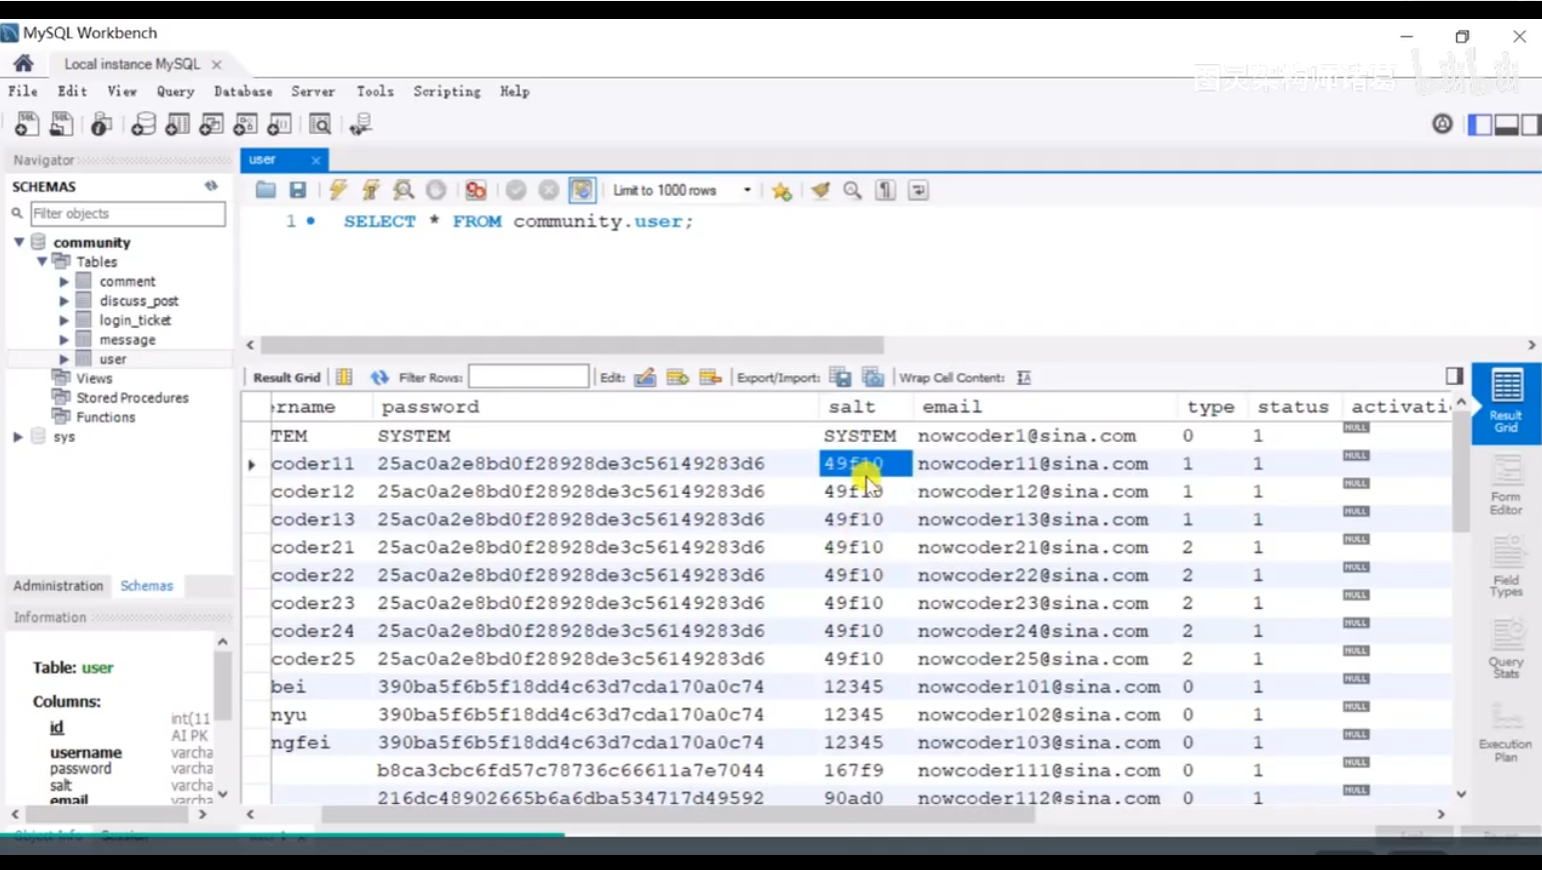 MySQL Workbench
Local instance MySQL
图灵架构师诸葛
File Edit View Query Database Server Tools Scripting Help
Navigator
user
SCHEMAS
Limit to 1000 rows
Filter objects
1 SELECT * FROM community.user;
community
Tables
comment
discuss_post
login_ticket
message
user
Views
Stored Procedures
Functions
sys
Result Grid Filter Rows: Edit: Export/Import: Wrap Cell Content:
rname password salt email type status activati
TEM SYSTEM SYSTEM nowcoder1@sina.com 0 1 NULL
coder11 25ac0a2e8bd0f28928de3c56149283d6 49f10 nowcoder11@sina.com 1 1 NULL
coder12 25ac0a2e8bd0f28928de3c56149283d6 49f10 nowcoder12@sina.com 1 1 NULL
coder13 25ac0a2e8bd0f28928de3c56149283d6 49f10 nowcoder13@sina.com 1 1 NULL
coder21 25ac0a2e8bd0f28928de3c56149283d6 49f10 nowcoder21@sina.com 2 1 NULL
coder22 25ac0a2e8bd0f28928de3c56149283d6 49f10 nowcoder22@sina.com 2 1 NULL
coder23 25ac0a2e8bd0f28928de3c56149283d6 49f10 nowcoder23@sina.com 2 1 NULL
coder24 25ac0a2e8bd0f28928de3c56149283d6 49f10 nowcoder24@sina.com 2 1 NULL
coder25 25ac0a2e8bd0f28928de3c56149283d6 49f10 nowcoder25@sina.com 2 1 NULL
bei 390ba5f6b5f18dd4c63d7cda170a0c74 12345 nowcoder101@sina.com 0 1 NULL
nyu 390ba5f6b5f18dd4c63d7cda170a0c74 12345 nowcoder102@sina.com 0 1 NULL
ngfei 390ba5f6b5f18dd4c63d7cda170a0c74 12345 nowcoder103@sina.com 0 1 NULL
b8ca3cbc6fd57c78736c66611a7e7044 167f9 nowcoder111@sina.com 0 1 NULL
216dc48902665b6a6dba534717d49592 90ad0 nowcoder112@sina.com 0 1 NULL
Result
Grid
Form
Editor
Field
Types
Query
Stats
Execution
Plan
Administration Schemas
Information
Table: user
Columns:
id int(11
AI PK
username varcha
password varcha
salt varcha
email varcha